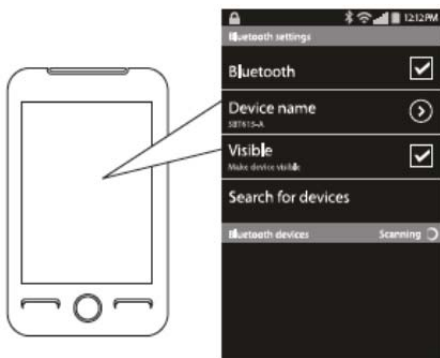 12:12PM
Bluetooth settings
Bluetooth
Device name
SBT615-A
Visible
Make device visible
Search for devices
Bluetooth devices Scanning